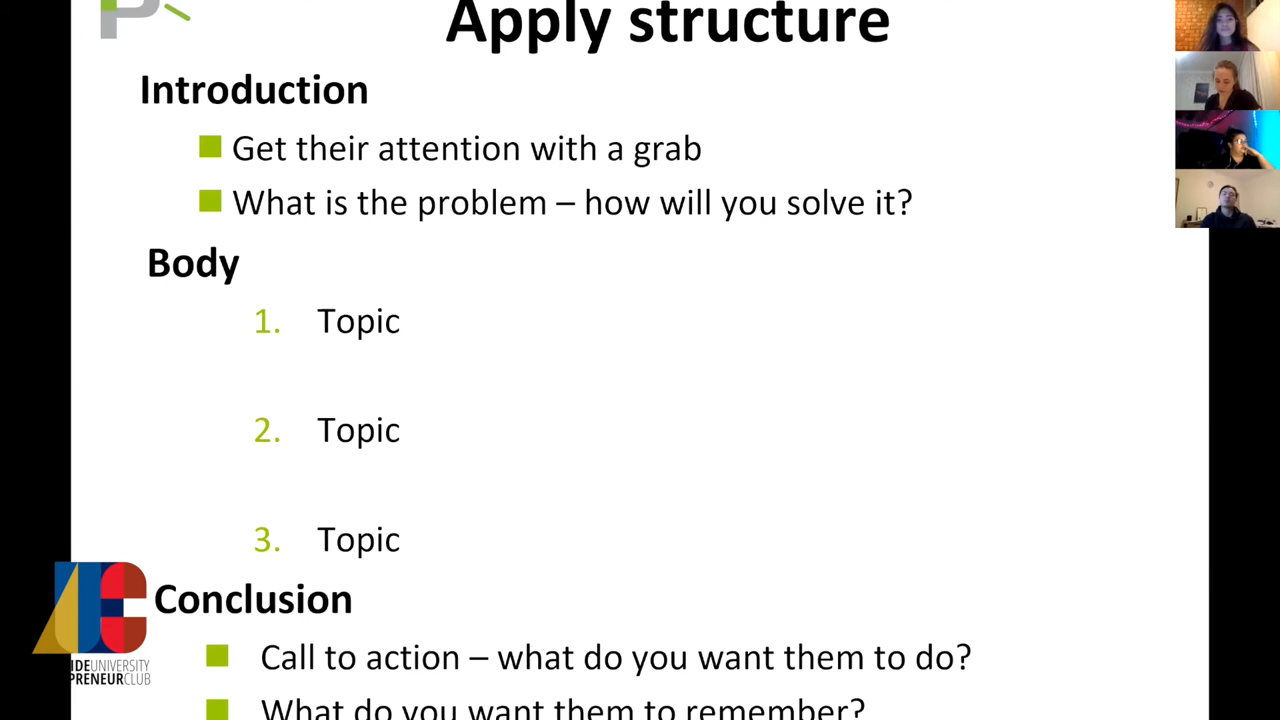 Apply structure
Introduction
Get their attention with a grab
What is the problem – how will you solve it?
Body
1. Topic
2. Topic
3. Topic
Conclusion
Call to action – what do you want them to do?
What do you want them to remember?
IDEUNIVERSITY
PRENEURCLUB